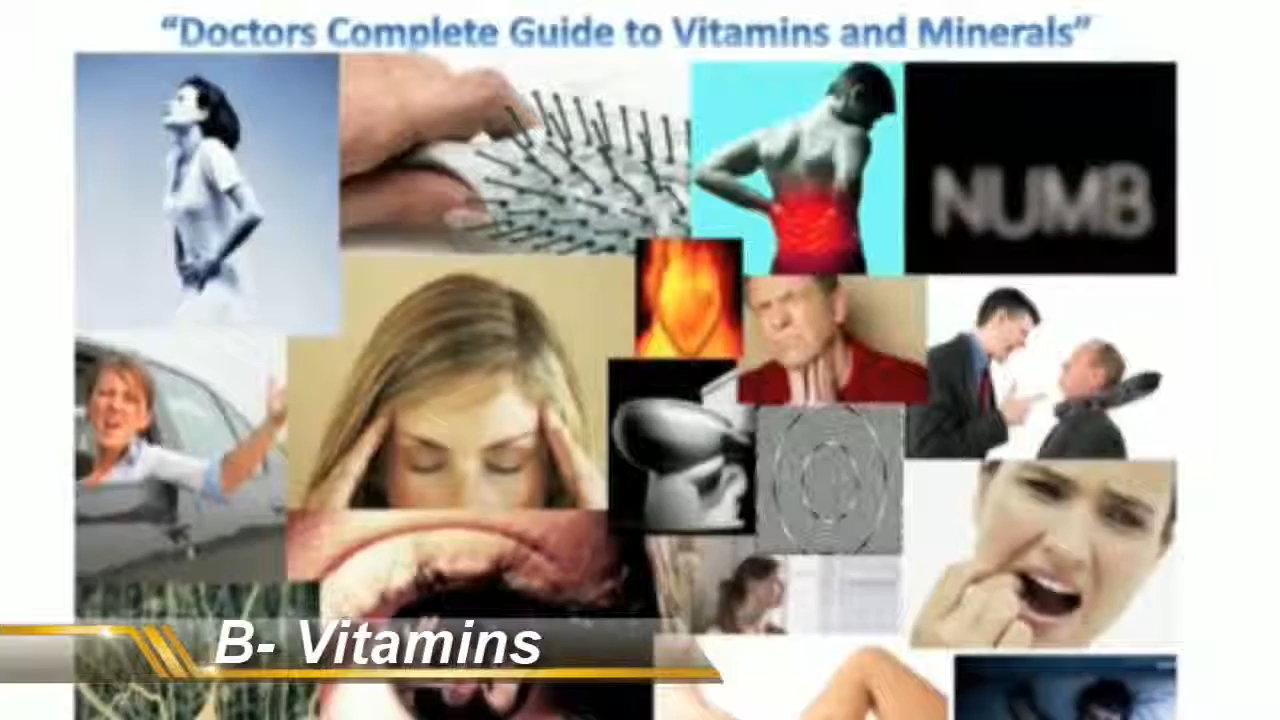 “Doctors Complete Guide to Vitamins and Minerals”
NUMB
B- Vitamins